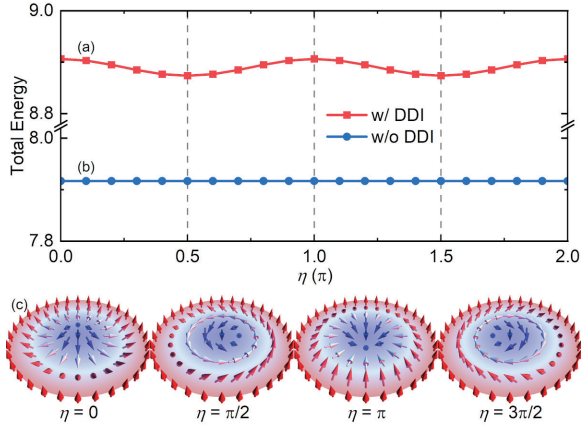 9.0
(a)
8.8
w/ DDI
w/o DDI
8.0
(b)
7.8
Total Energy
0.0 0.5 1.0 1.5 2.0
η (π)
(c)
η = 0 η = π/2 η = π η = 3π/2